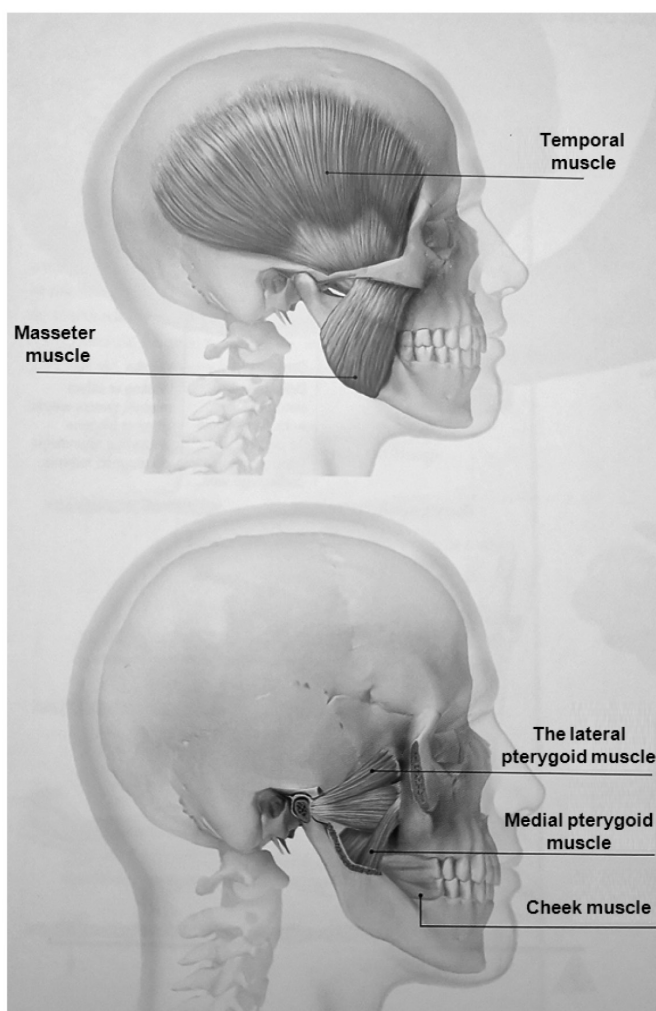 Temporal
muscle
Masseter
muscle
The lateral
pterygoid muscle
Medial pterygoid
muscle
Cheek muscle